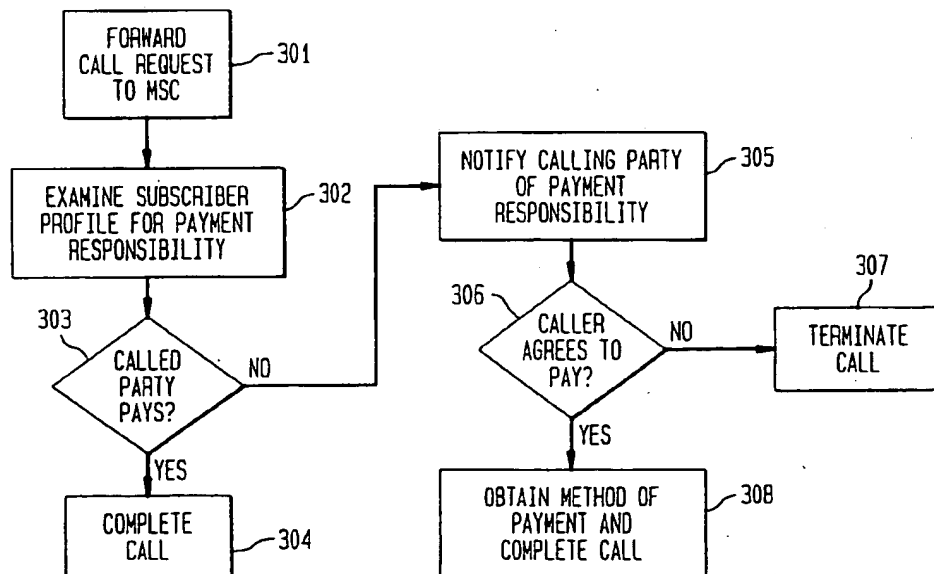 FORWARD
CALL REQUEST
TO MSC
301
EXAMINE SUBSCRIBER
PROFILE FOR PAYMENT
RESPONSIBILITY
302
303
CALLED
PARTY
PAYS?
NO
YES
COMPLETE
CALL
304
NOTIFY CALLING PARTY
OF PAYMENT
RESPONSIBILITY
305
306
CALLER
AGREES TO
PAY?
NO
YES
307
TERMINATE
CALL
OBTAIN METHOD OF
PAYMENT AND
COMPLETE CALL
308